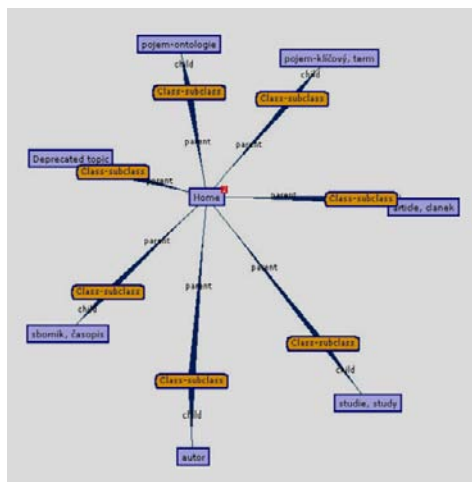 pojem-ontologie
pojem-klíčový, term
child
child
Class-subclass
Class-subclass
parent
parent
Deprecated topic
Class-subclass
parent
Home
parent
Class-subclass
article, clanek
parent
parent
parent
Class-subclass
child
sborník, časopis
Class-subclass
child
studie, study
Class-subclass
child
autor